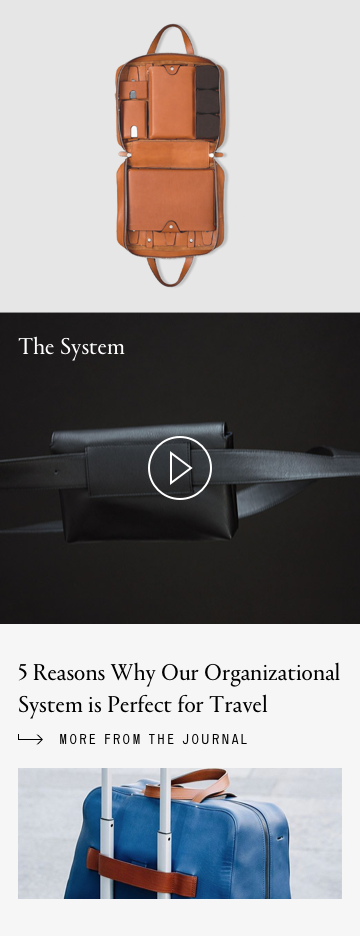 The System
5 Reasons Why Our Organizational
System is Perfect for Travel
MORE FROM THE JOURNAL